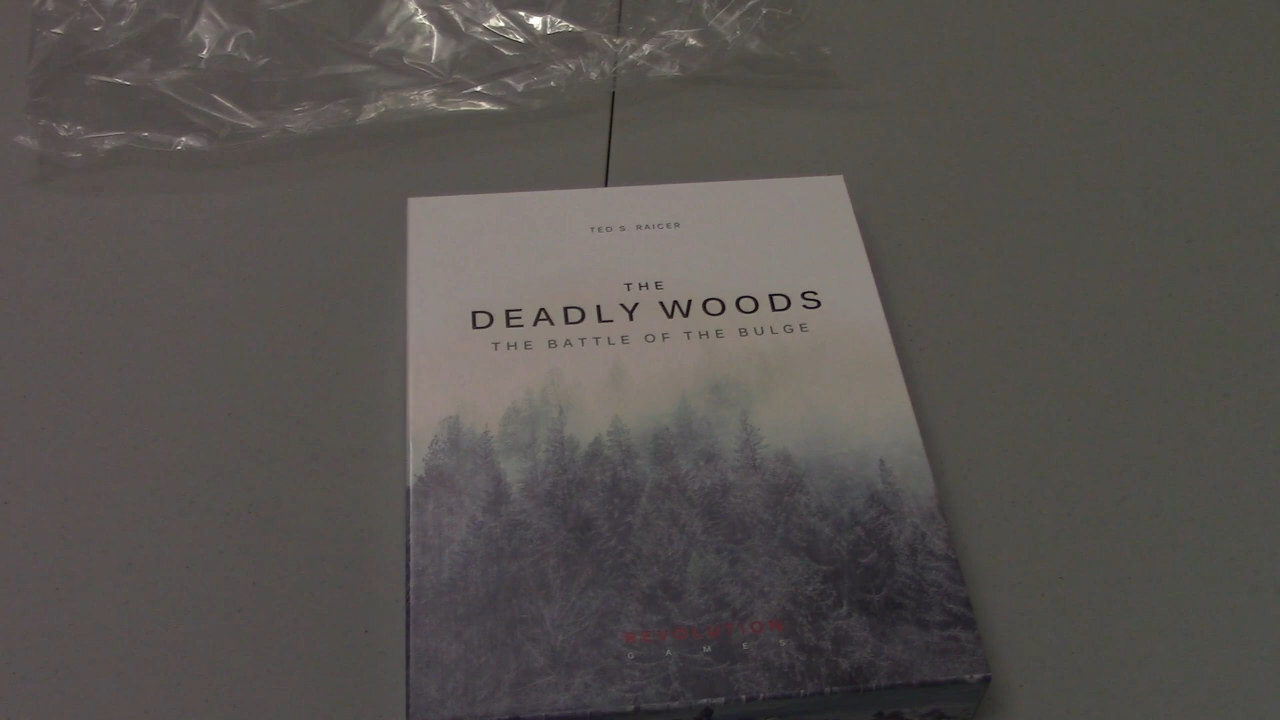 TED S. RAICER
THE
DEADLY WOODS
THE BATTLE OF THE BULGE
REVOLUTION
GAMES